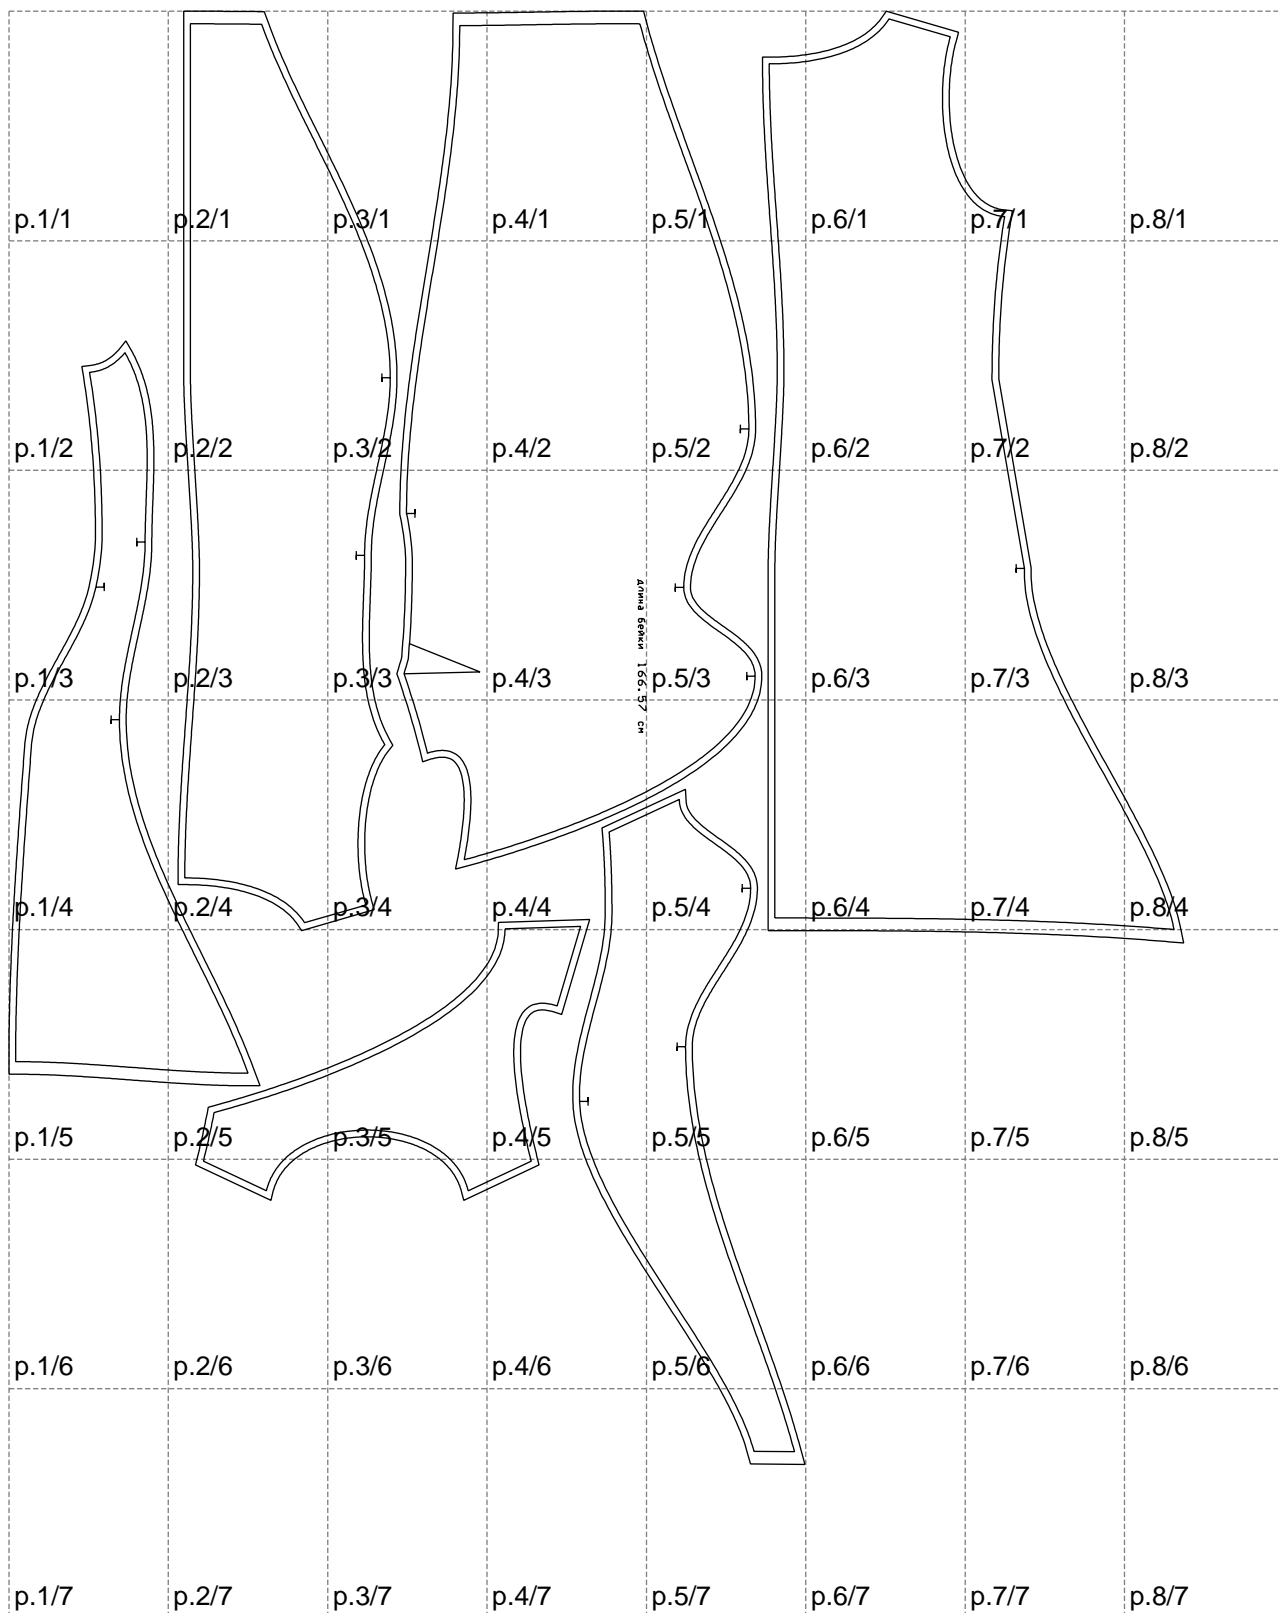 p.1/1 p.2/1 p.3/1 p.4/1 p.5/1 p.6/1 p.7/1 p.8/1
p.1/2 p.2/2 p.3/2 p.4/2 p.5/2 p.6/2 p.7/2 p.8/2
длина бейки 166.57 см
p.1/3 p.2/3 p.3/3 p.4/3 p.5/3 p.6/3 p.7/3 p.8/3
p.1/4 p.2/4 p.3/4 p.4/4 p.5/4 p.6/4 p.7/4 p.8/4
p.1/5 p.2/5 p.3/5 p.4/5 p.5/5 p.6/5 p.7/5 p.8/5
p.1/6 p.2/6 p.3/6 p.4/6 p.5/6 p.6/6 p.7/6 p.8/6
p.1/7 p.2/7 p.3/7 p.4/7 p.5/7 p.6/7 p.7/7 p.8/7